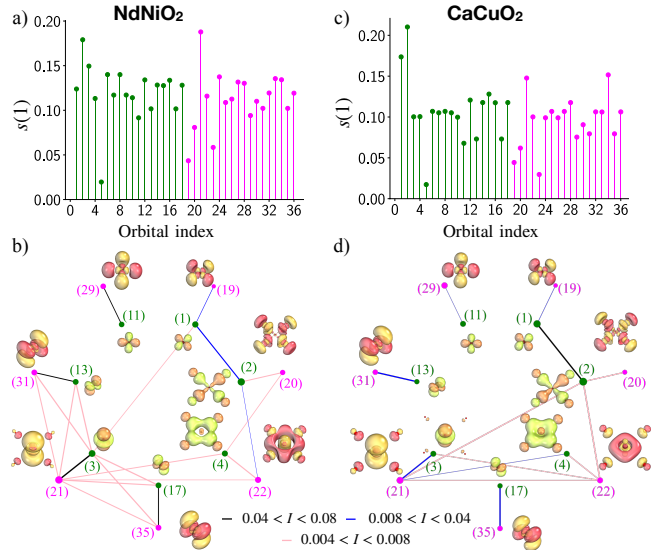 a) NdNiO₂
s(1)
0.20
0.15
0.10
0.05
0.00
0 4 8 12 16 20 24 28 32 36
Orbital index
c) CaCuO₂
s(1)
0.20
0.15
0.10
0.05
0.00
0 4 8 12 16 20 24 28 32 36
Orbital index
b)
(29)
(19)
(11)
(1)
(2)
(13)
(31)
(20)
(3)
(4)
(17)
(21)
(22)
(35)
d)
(29)
(19)
(11)
(1)
(2)
(13)
(31)
(20)
(3)
(4)
(17)
(21)
(22)
(35)
0.04 < I < 0.08
0.008 < I < 0.04
0.004 < I < 0.008